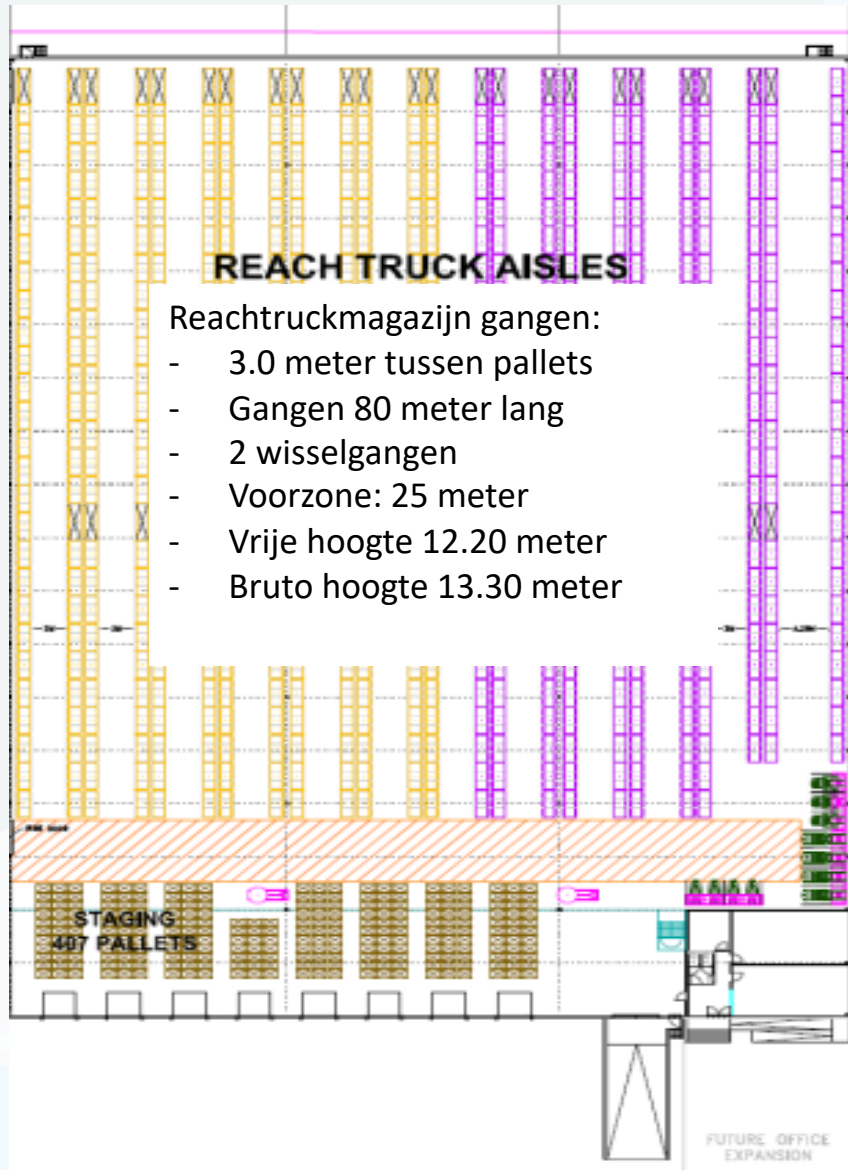 REACH TRUCK AISLES
Reachtruckmagazijn gangen:
- 3.0 meter tussen pallets
- Gangen 80 meter lang
- 2 wisselgangen
- Voorzone: 25 meter
- Vrije hoogte 12.20 meter
- Bruto hoogte 13.30 meter
STAGING
407 PALLETS
FUTURE OFFICE
EXPANSION